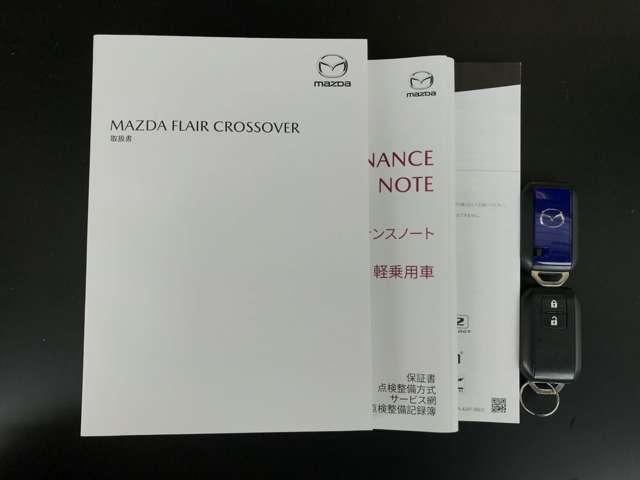 mazda
MAZDA FLAIR CROSSOVER
取扱書
mazda
NANCE
NOTE
ンスノート
軽乗用車
保証書
点検整備方式
サービス網
点検整備記録簿